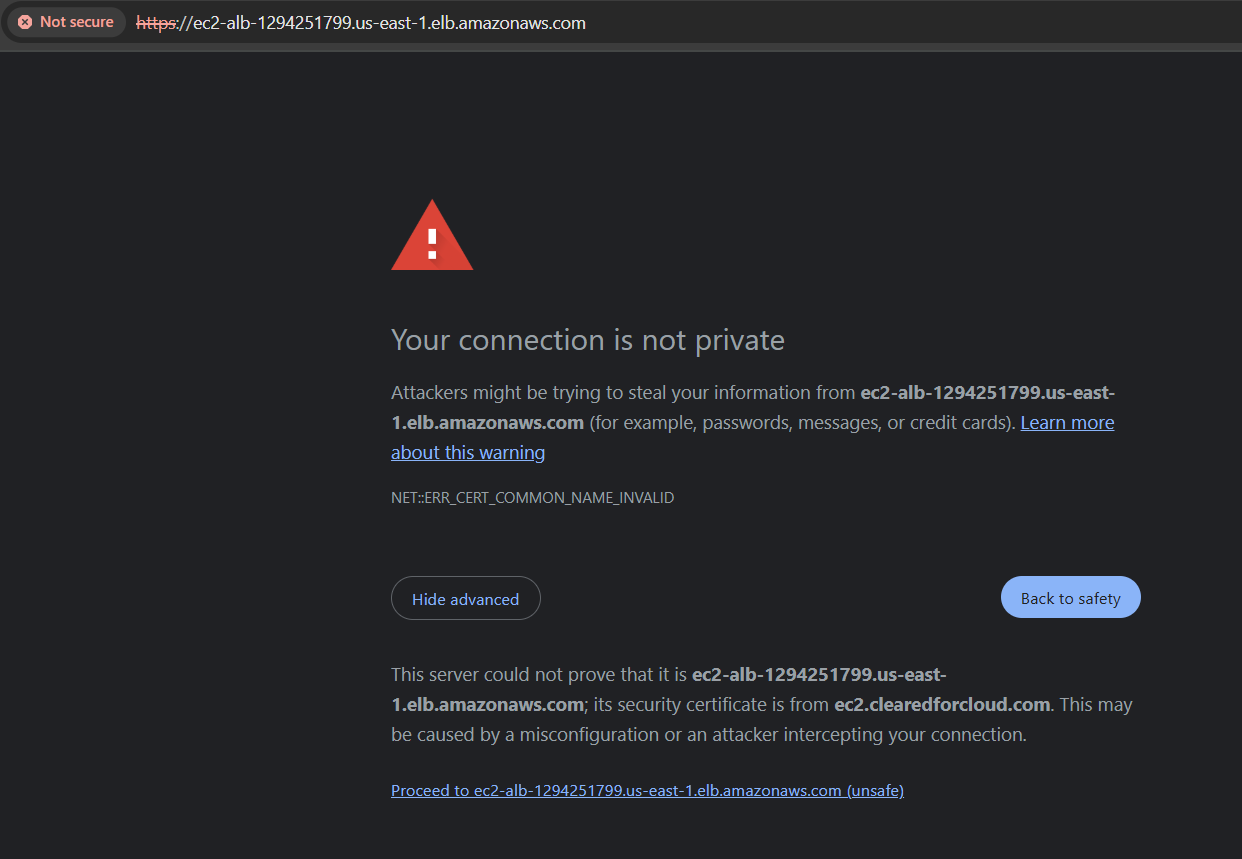 Not secure https://ec2-alb-1294251799.us-east-1.elb.amazonaws.com
Your connection is not private
Attackers might be trying to steal your information from ec2-alb-1294251799.us-east-
1.elb.amazonaws.com (for example, passwords, messages, or credit cards). Learn more
about this warning
NET::ERR_CERT_COMMON_NAME_INVALID
Hide advanced
Back to safety
This server could not prove that it is ec2-alb-1294251799.us-east-
1.elb.amazonaws.com; its security certificate is from ec2.clearedforcloud.com. This may
be caused by a misconfiguration or an attacker intercepting your connection.
Proceed to ec2-alb-1294251799.us-east-1.elb.amazonaws.com (unsafe)